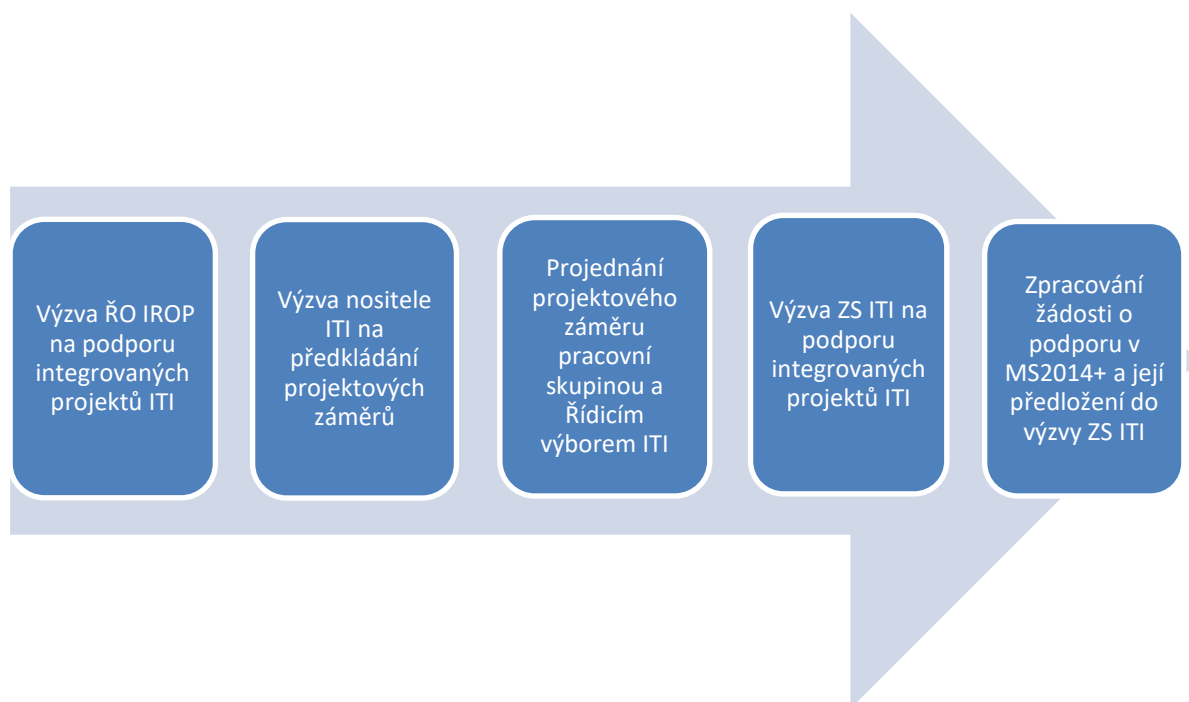 Výzva ŘO IROP
na podporu
integrovaných
projektů ITI
Výzva nositele
ITI na
předkládání
projektových
záměrů
Projednání
projektového
záměru
pracovní
skupinou a
Řídicím
výborem ITI
Výzva ZS ITI na
podporu
integrovaných
projektů ITI
Zpracování
žádosti o
podporu v
MS2014+ a její
předložení do
výzvy ZS ITI